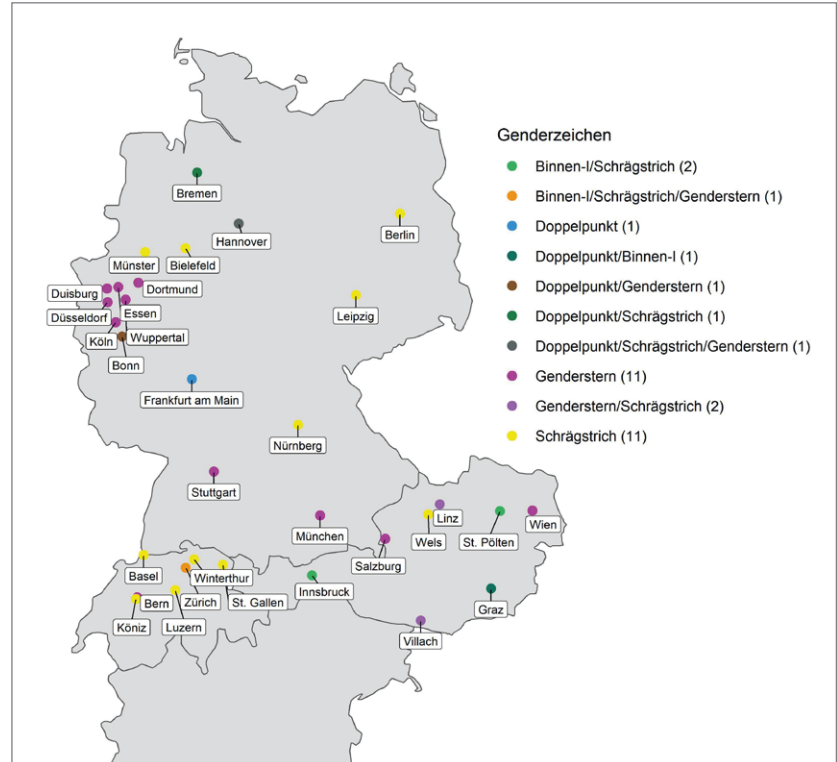 Genderzeichen
Binnen-I/Schrägstrich (2)
Binnen-I/Schrägstrich/Genderstern (1)
Doppelpunkt (1)
Doppelpunkt/Binnen-I (1)
Doppelpunkt/Genderstern (1)
Doppelpunkt/Schrägstrich (1)
Doppelpunkt/Schrägstrich/Genderstern (1)
Genderstern (11)
Genderstern/Schrägstrich (2)
Schrägstrich (11)
Bremen
Hannover
Berlin
Münster
Bielefeld
Duisburg
Dortmund
Düsseldorf
Essen
Leipzig
Köln
Wuppertal
Bonn
Frankfurt am Main
Nürnberg
Stuttgart
München
Linz
Wien
Wels
St. Pölten
Salzburg
Basel
Winterthur
Innsbruck
Bern
Zürich
St. Gallen
Graz
Köniz
Luzern
Villach